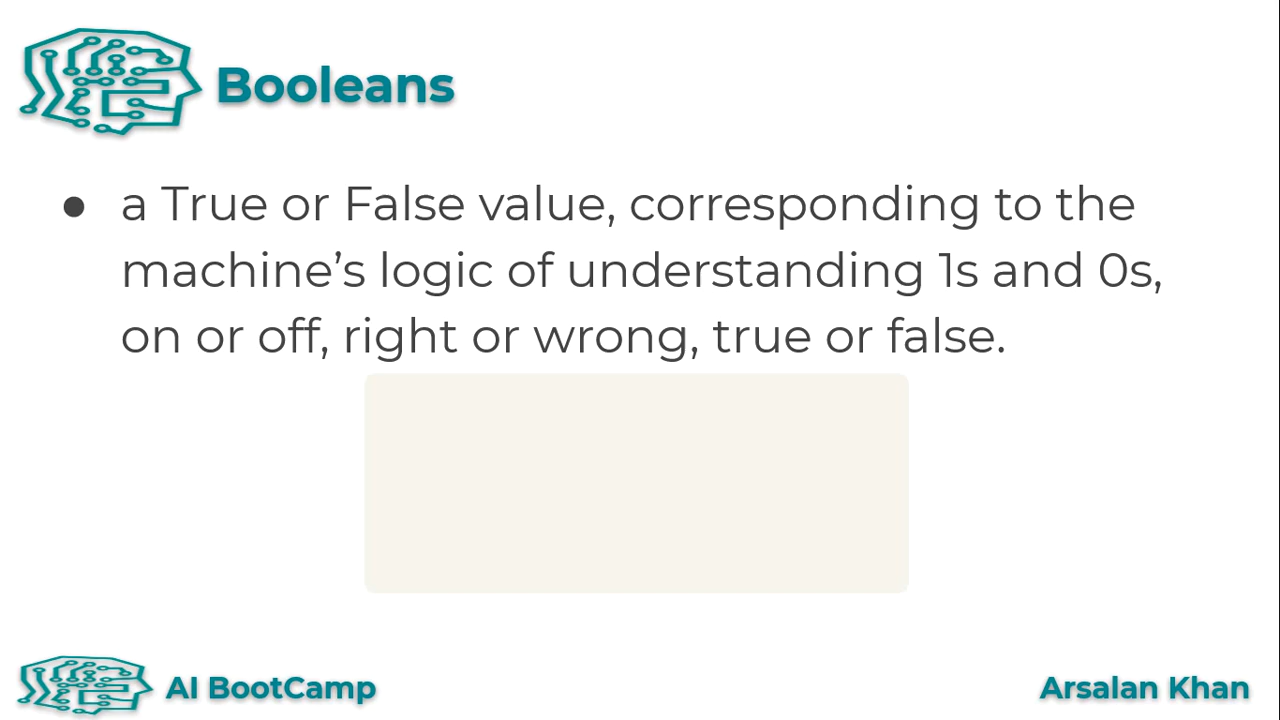 Booleans
● a True or False value, corresponding to the
machine’s logic of understanding 1s and 0s,
on or off, right or wrong, true or false.
AI BootCamp
Arsalan Khan